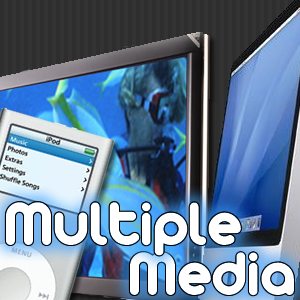 iPod
Music
Photos
Extras
Settings
Shuffle Songs
MENU
Multiple
Media